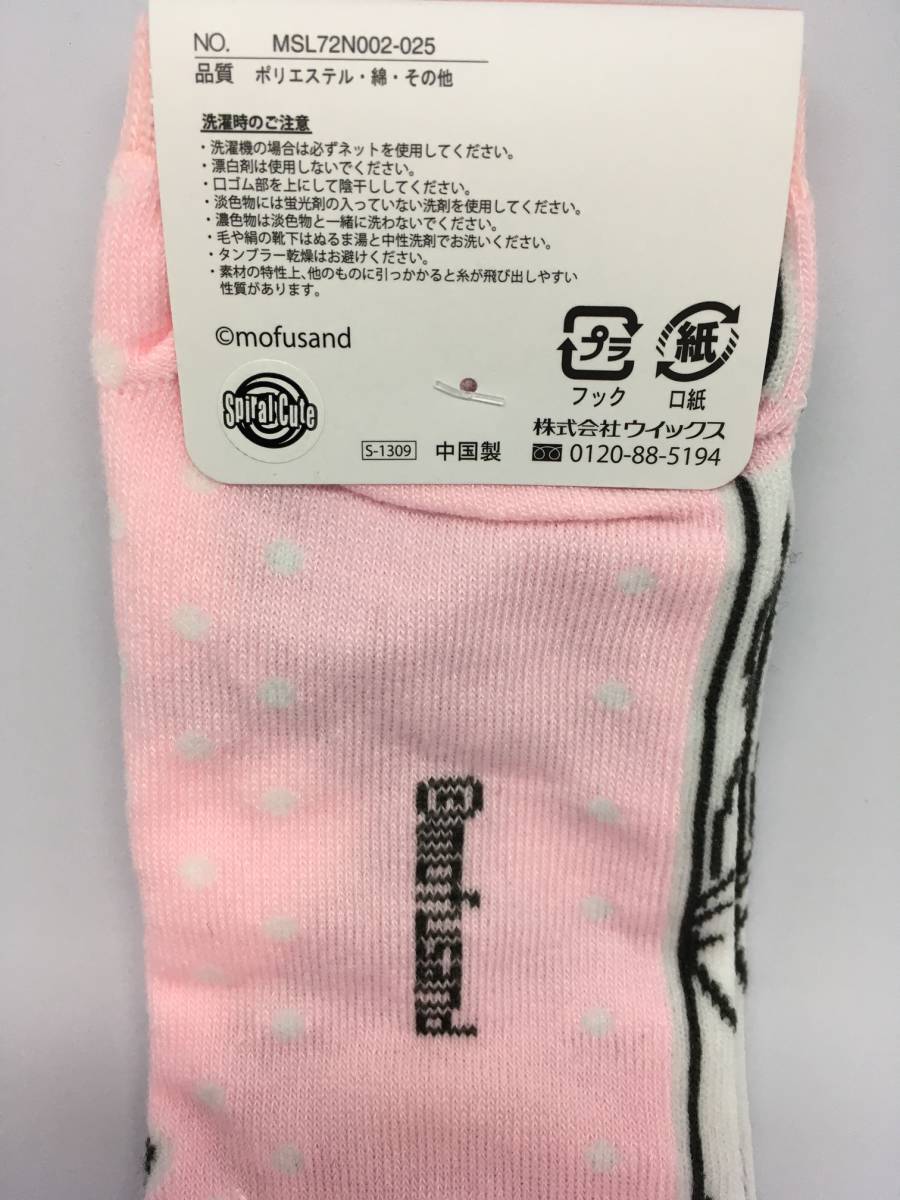 NO. MSL72N002-025
品質 ポリエステル・綿・その他
洗濯時のご注意
・洗濯機の場合は必ずネットを使用してください。
・漂白剤は使用しないでください。
・口ゴム部を上にして陰干ししてください。
・淡色物には蛍光剤の入っていない洗剤を使用してください。
・濃色物は淡色物と一緒に洗わないでください。
・毛や絹の靴下はぬるま湯と中性洗剤でお洗いください。
・タンブラー乾燥はお避けください。
・素材の特性上、他のものに引っかかると糸が飛び出しやすい
性質があります。
©mofusand
Spiral Cute
プラ
フック
紙
口紙
株式会社ウイックス
S-1309 中国製 0120-88-5194
©mofusand